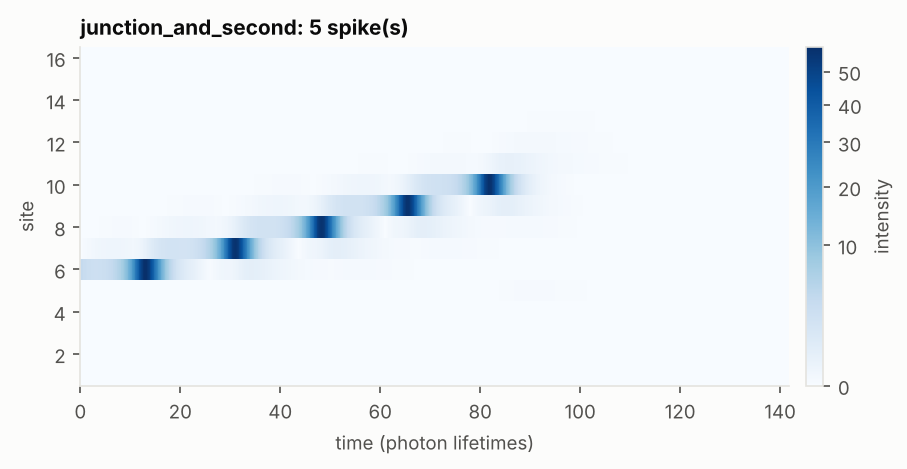 junction_and_second: 5 spike(s)
16
14
12
10
8
6
4
2
site
0 20 40 60 80 100 120 140
time (photon lifetimes)
50
40
30
20
10
0
intensity